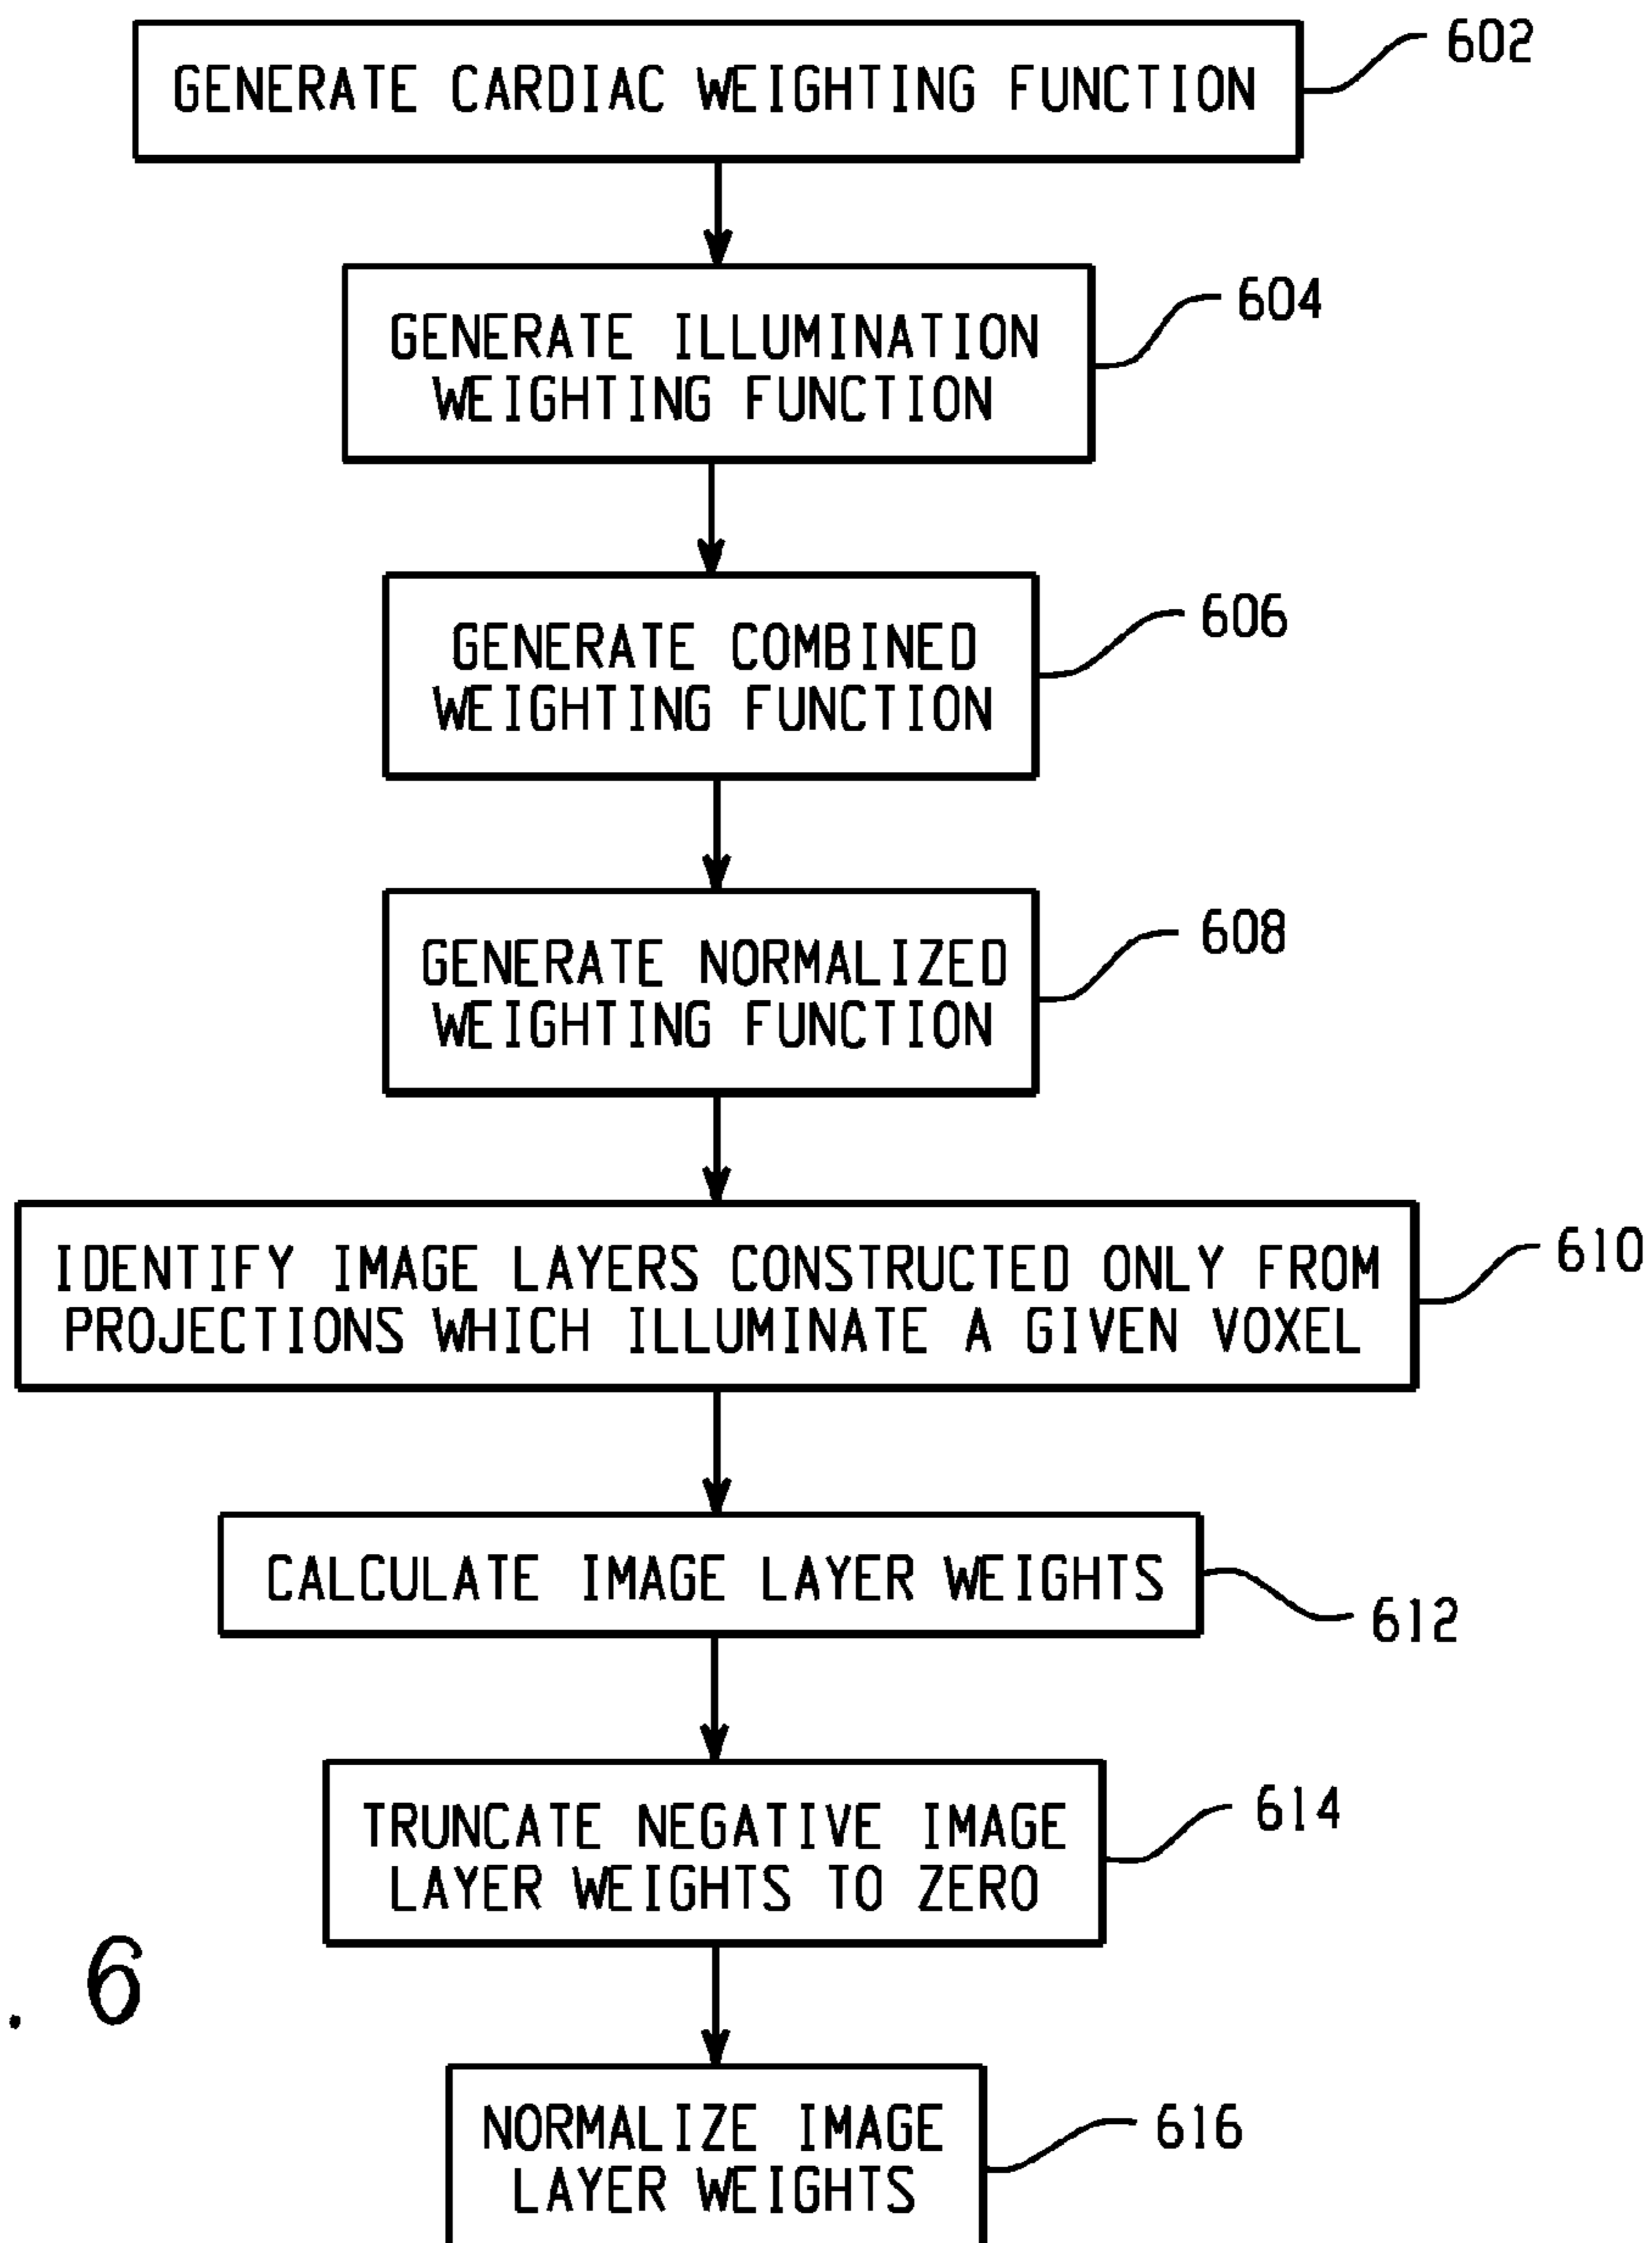 GENERATE CARDIAC WEIGHTING FUNCTION
602
GENERATE ILLUMINATION
WEIGHTING FUNCTION
604
GENERATE COMBINED
WEIGHTING FUNCTION
606
GENERATE NORMALIZED
WEIGHTING FUNCTION
608
IDENTIFY IMAGE LAYERS CONSTRUCTED ONLY FROM
PROJECTIONS WHICH ILLUMINATE A GIVEN VOXEL
610
CALCULATE IMAGE LAYER WEIGHTS
612
TRUNCATE NEGATIVE IMAGE
LAYER WEIGHTS TO ZERO
614
. 6
NORMALIZE IMAGE
LAYER WEIGHTS
616